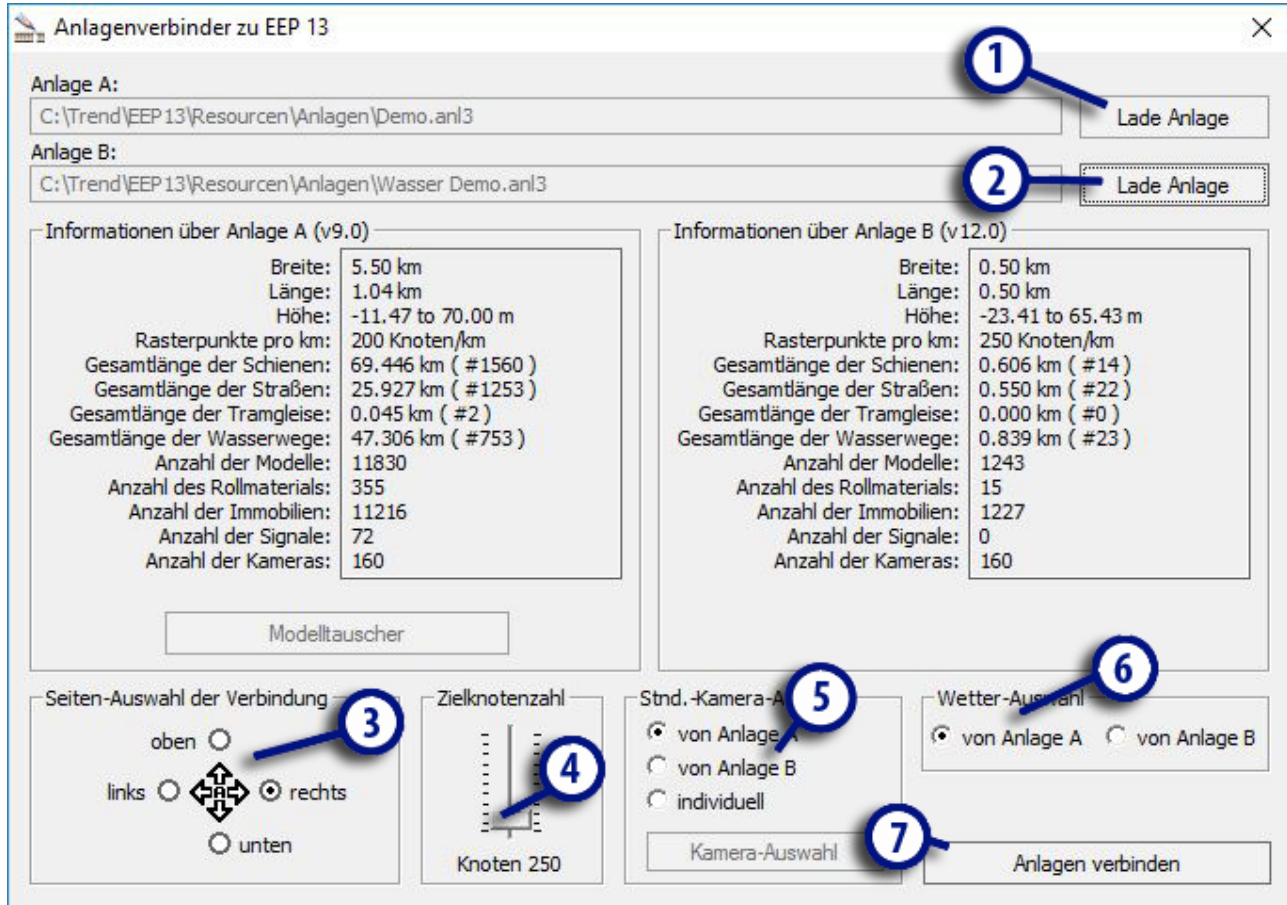 Anlagenverbinder zu EEP 13
1
Anlage A:
C:\Trend\EEP13\Resourcen\Anlagen\Demo.anl3
Lade Anlage
Anlage B:
2
C:\Trend\EEP13\Resourcen\Anlagen\Wasser Demo.anl3
Lade Anlage
Informationen über Anlage A (v9.0)
Breite: 5.50 km
Länge: 1.04 km
Höhe: -11.47 to 70.00 m
Rasterpunkte pro km: 200 Knoten/km
Gesamtlänge der Schienen: 69.446 km ( #1560 )
Gesamtlänge der Straßen: 25.927 km ( #1253 )
Gesamtlänge der Tramgleise: 0.045 km ( #2 )
Gesamtlänge der Wasserwege: 47.306 km ( #753 )
Anzahl der Modelle: 11830
Anzahl des Rollmaterials: 355
Anzahl der Immobilien: 11216
Anzahl der Signale: 72
Anzahl der Kameras: 160
Modelltauscher
Informationen über Anlage B (v12.0)
Breite: 0.50 km
Länge: 0.50 km
Höhe: -23.41 to 65.43 m
Rasterpunkte pro km: 250 Knoten/km
Gesamtlänge der Schienen: 0.606 km ( #14 )
Gesamtlänge der Straßen: 0.550 km ( #22 )
Gesamtlänge der Tramgleise: 0.000 km ( #0 )
Gesamtlänge der Wasserwege: 0.839 km ( #23 )
Anzahl der Modelle: 1243
Anzahl des Rollmaterials: 15
Anzahl der Immobilien: 1227
Anzahl der Signale: 0
Anzahl der Kameras: 160
Seiten-Auswahl der Verbindung
3
oben
links
A
rechts
unten
Zielknotenzahl
4
Knoten 250
Stnd.-Kamera-A
5
von Anlage A
von Anlage B
individuell
Kamera-Auswahl
6
Wetter-Auswahl
von Anlage A
von Anlage B
7
Anlagen verbinden